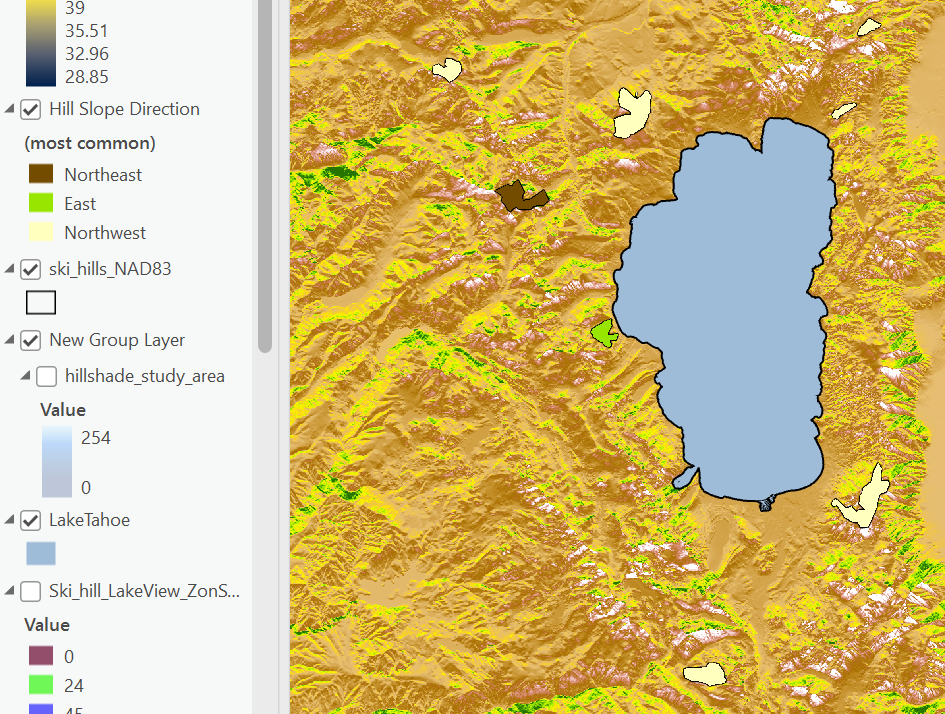 39
35.51
32.96
28.85
Hill Slope Direction
(most common)
Northeast
East
Northwest
ski_hills_NAD83
New Group Layer
hillshade_study_area
Value
254
0
LakeTahoe
Ski_hill_LakeView_ZonS...
Value
0
24
45